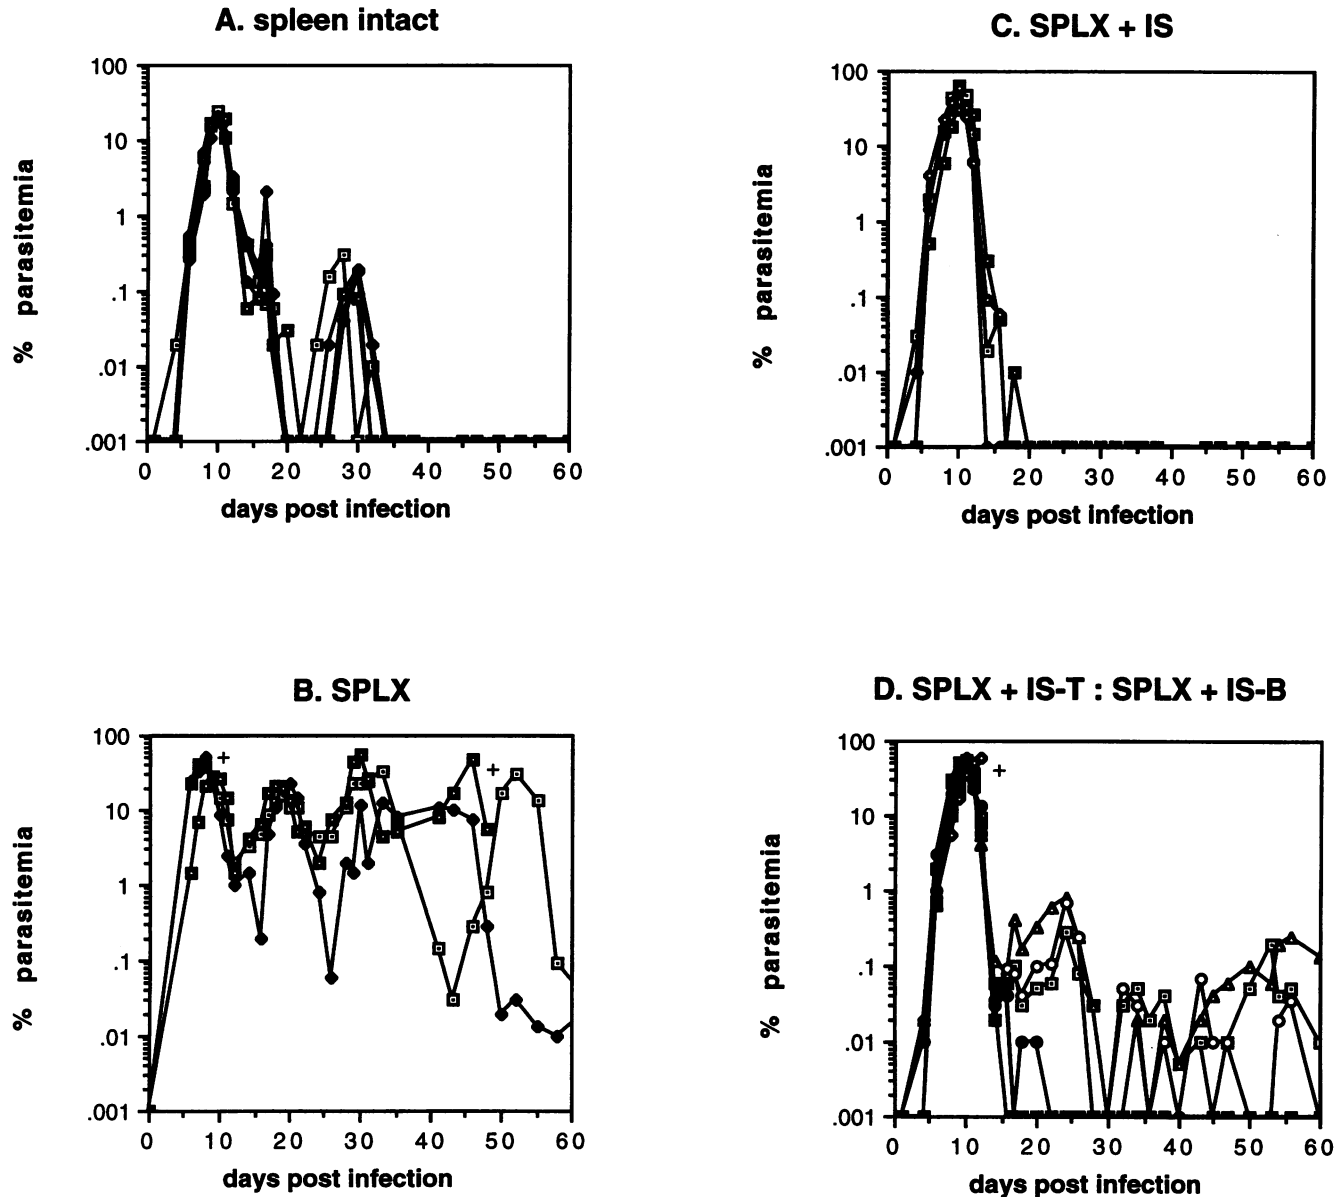 A. spleen intact
% parasitemia
100
10
1
.1
.01
.001
0 10 20 30 40 50 60
days post infection
C. SPLX + IS
% parasitemia
100
10
1
.1
.01
.001
0 10 20 30 40 50 60
days post infection
B. SPLX
% parasitemia
100
10
1
.1
.01
.001
+
+
0 10 20 30 40 50 60
days post infection
D. SPLX + IS-T : SPLX + IS-B
% parasitemia
100
10
1
.1
.01
.001
+
0 10 20 30 40 50 60
days post infection